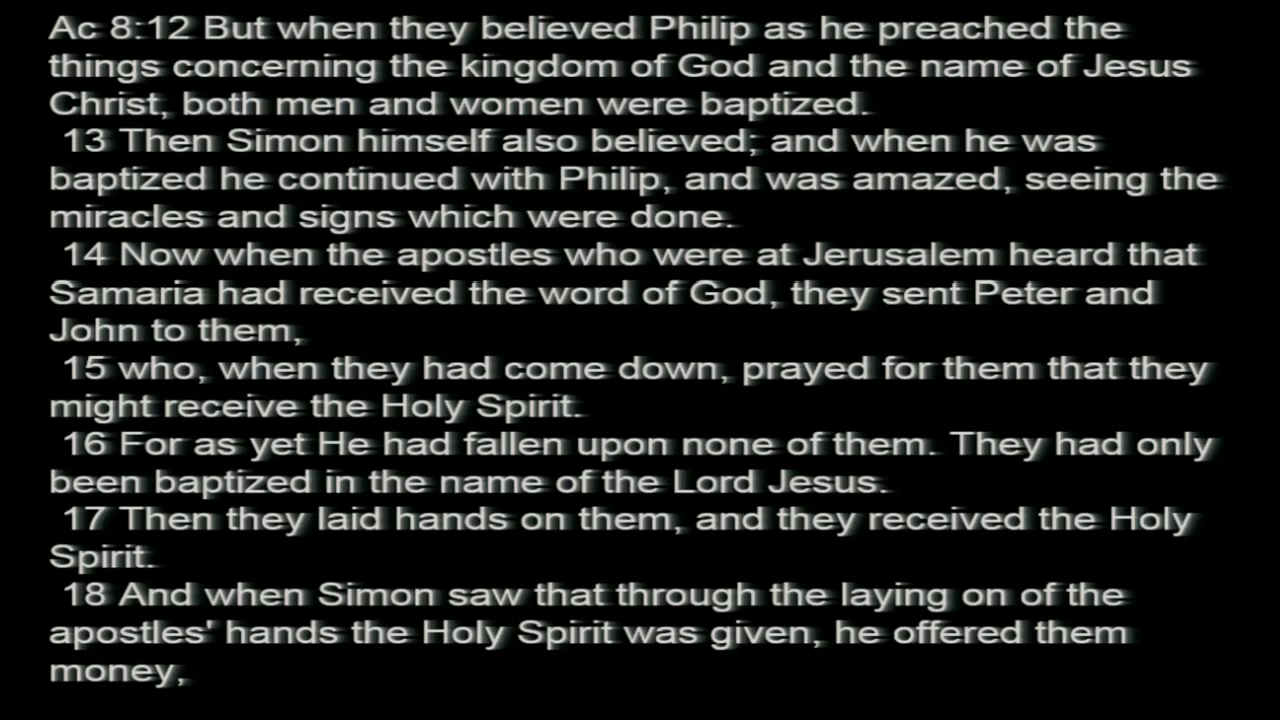 Ac 8:12 But when they believed Philip as he preached the
things concerning the kingdom of God and the name of Jesus
Christ, both men and women were baptized.
13 Then Simon himself also believed; and when he was
baptized he continued with Philip, and was amazed, seeing the
miracles and signs which were done.
14 Now when the apostles who were at Jerusalem heard that
Samaria had received the word of God, they sent Peter and
John to them,
15 who, when they had come down, prayed for them that they
might receive the Holy Spirit.
16 For as yet He had fallen upon none of them. They had only
been baptized in the name of the Lord Jesus.
17 Then they laid hands on them, and they received the Holy
Spirit.
18 And when Simon saw that through the laying on of the
apostles' hands the Holy Spirit was given, he offered them
money,